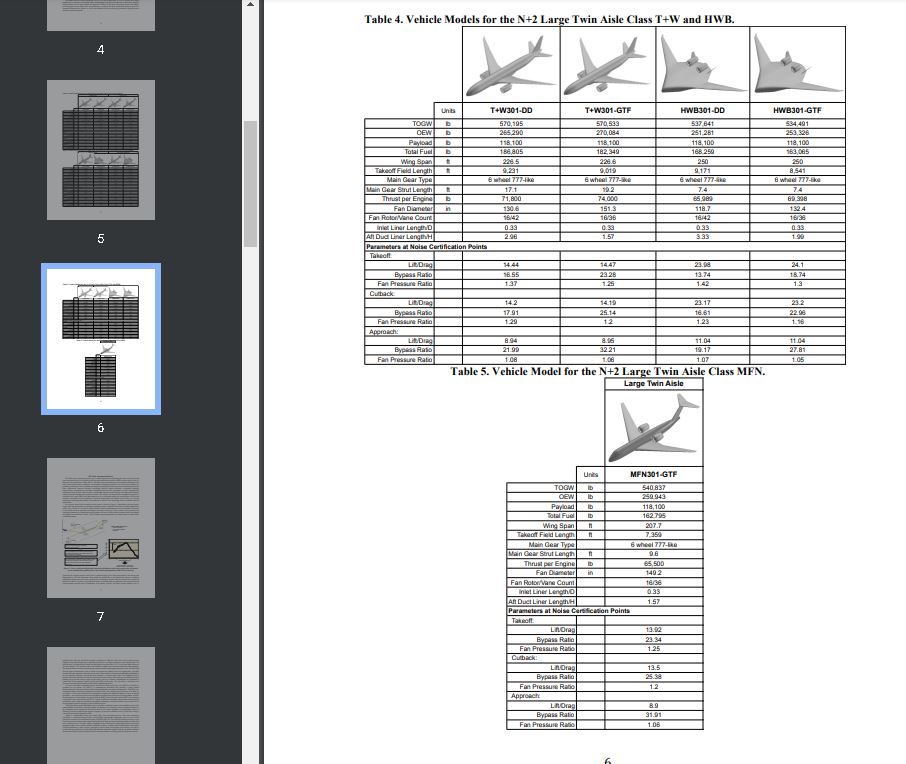 4
5
6
7
Table 4. Vehicle Models for the N+2 Large Twin Aisle Class T+W and HWB.
Units T+W301-DD T+W301-GTF HWB301-DD HWB301-GTF
TOGW lb 570,195 570,533 537,641 534,491
OEW lb 265,290 270,084 251,281 253,326
Payload lb 118,100 118,100 118,100 118,100
Total Fuel lb 186,805 182,349 168,259 163,065
Wing Span ft 226.5 226.6 250 250
Takeoff Field Length ft 9,231 9,019 9,171 8,541
Main Gear Type 6 wheel 777-like 6 wheel 777-like 6 wheel 777-like 6 wheel 777-like
Main Gear Strut Length ft 17.1 19.2 7.4 7.4
Thrust per Engine lb 71,800 74,000 65,989 69,398
Fan Diameter in 130.6 151.3 118.7 132.4
Fan Rotor/Vane Count 16/42 16/36 16/42 16/36
Inlet Liner Length/D 0.33 0.33 0.33 0.33
Aft Duct Liner Length/H 2.96 1.57 3.33 1.99
Parameters at Noise Certification Points
Takeoff:
Lift/Drag 14.44 14.47 23.98 24.1
Bypass Ratio 16.55 23.28 13.74 18.74
Fan Pressure Ratio 1.37 1.25 1.42 1.3
Cutback:
Lift/Drag 14.2 14.19 23.17 23.2
Bypass Ratio 17.91 25.14 16.61 22.96
Fan Pressure Ratio 1.29 1.2 1.23 1.16
Approach:
Lift/Drag 8.94 8.95 11.04 11.04
Bypass Ratio 21.99 32.21 19.17 27.81
Fan Pressure Ratio 1.08 1.06 1.07 1.05
Table 5. Vehicle Model for the N+2 Large Twin Aisle Class MFN.
Large Twin Aisle
Units MFN301-GTF
TOGW lb 540,837
OEW lb 259,943
Payload lb 118,100
Total Fuel lb 162,795
Wing Span ft 207.7
Takeoff Field Length ft 7,359
Main Gear Type 6 wheel 777-like
Main Gear Strut Length ft 9.6
Thrust per Engine lb 65,500
Fan Diameter in 149.2
Fan Rotor/Vane Count 16/36
Inlet Liner Length/D 0.33
Aft Duct Liner Length/H 1.57
Parameters at Noise Certification Points
Takeoff:
Lift/Drag 13.92
Bypass Ratio 23.34
Fan Pressure Ratio 1.25
Cutback:
Lift/Drag 13.5
Bypass Ratio 25.38
Fan Pressure Ratio 1.2
Approach:
Lift/Drag 8.9
Bypass Ratio 31.91
Fan Pressure Ratio 1.06
6